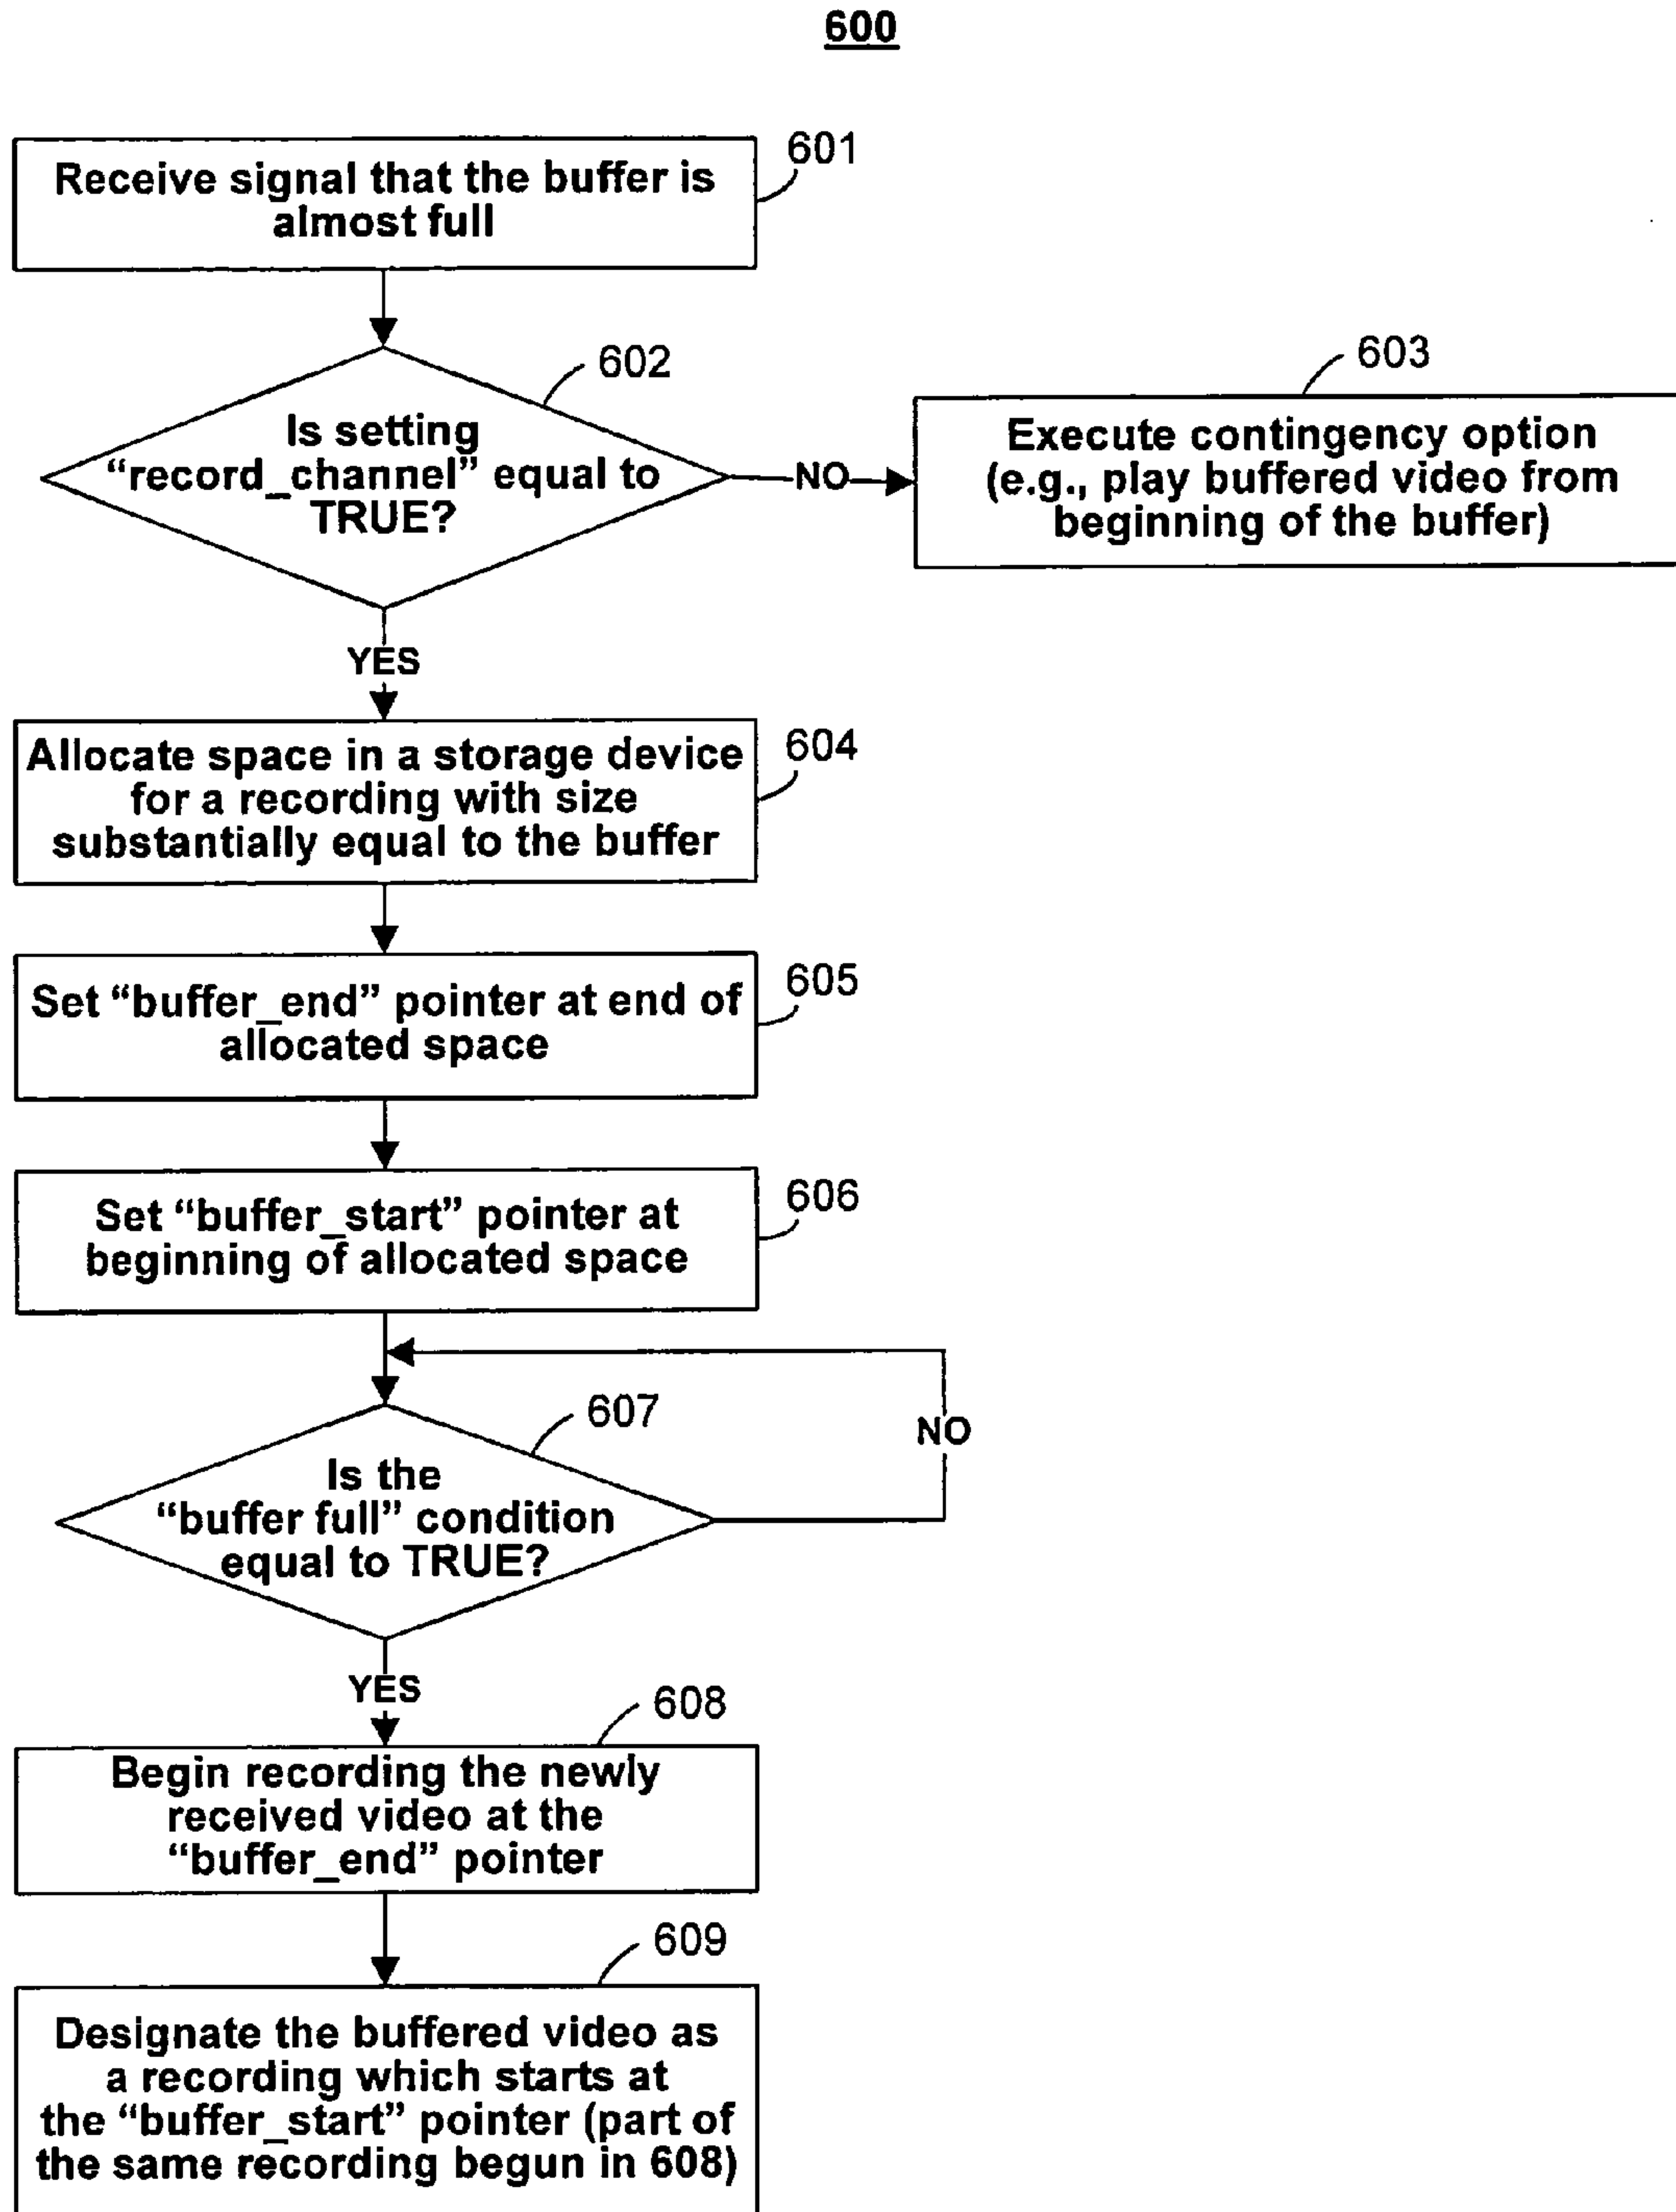 600
601
Receive signal that the buffer is
almost full
602
Is setting
“record_channel” equal to
TRUE?
NO
603
Execute contingency option
(e.g., play buffered video from
beginning of the buffer)
YES
604
Allocate space in a storage device
for a recording with size
substantially equal to the buffer
605
Set “buffer_end” pointer at end of
allocated space
606
Set “buffer_start” pointer at
beginning of allocated space
607
Is the
“buffer full” condition
equal to TRUE?
NO
YES
608
Begin recording the newly
received video at the
“buffer_end” pointer
609
Designate the buffered video as
a recording which starts at
the “buffer_start” pointer (part of
the same recording begun in 608)